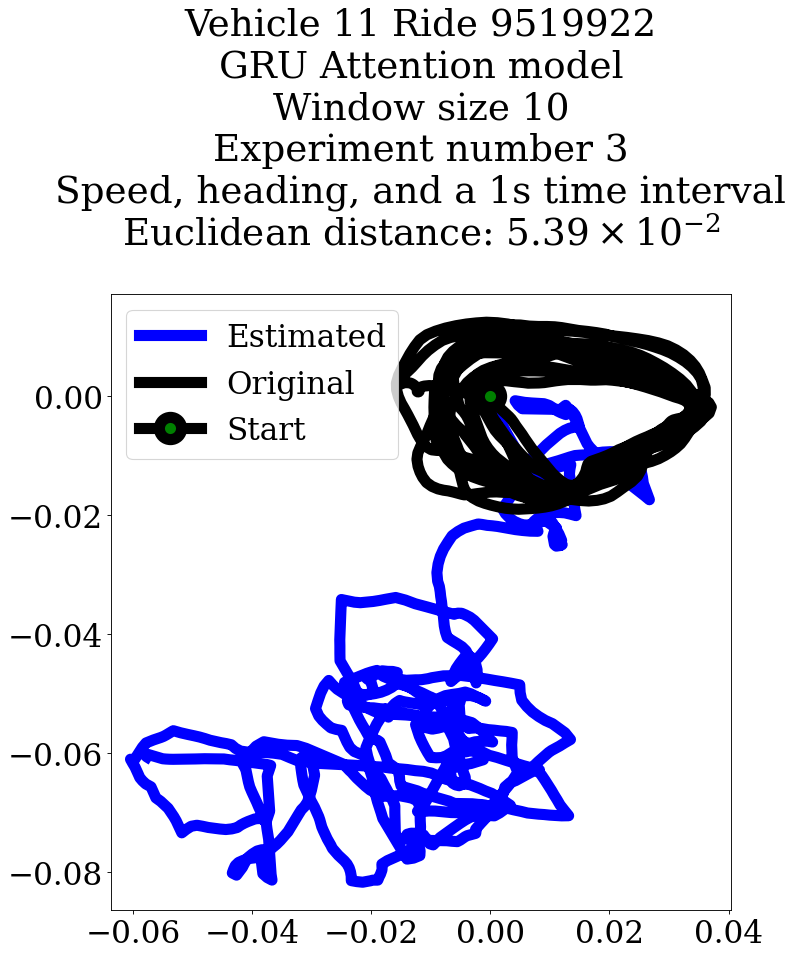 Vehicle 11 Ride 9519922
GRU Attention model
Window size 10
Experiment number 3
Speed, heading, and a 1s time interval
Euclidean distance: 5.39 × 10⁻²
Estimated
Original
Start
0.00
−0.02
−0.04
−0.06
−0.08
−0.06 −0.04 −0.02 0.00 0.02 0.04